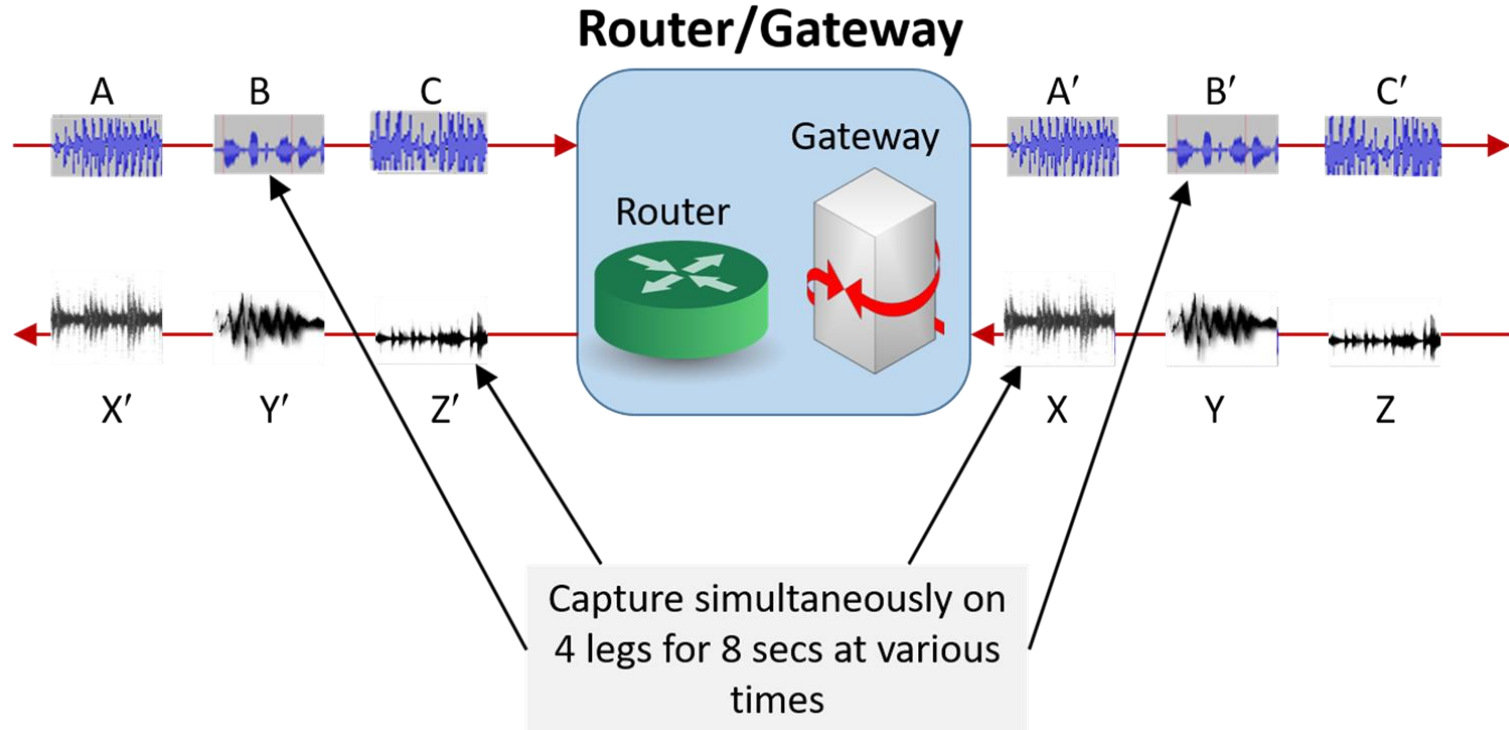 Router/Gateway
A B C
A′ B′ C′
Gateway
Router
X′ Y′ Z′
X Y Z
Capture simultaneously on
4 legs for 8 secs at various
times